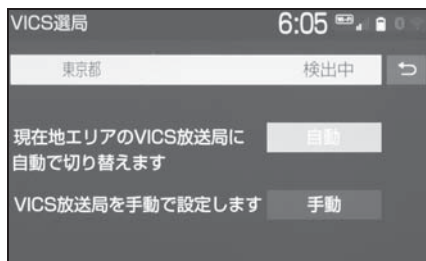 VICS選局 6:05
東京都 検出中
現在地エリアのVICS放送局に 自動
自動で切り替えます
VICS放送局を手動で設定します 手動